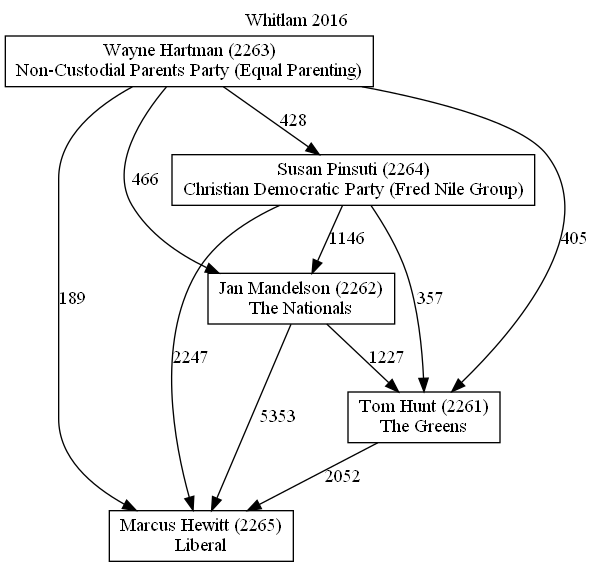 Whitlam 2016
Wayne Hartman (2263)
Non-Custodial Parents Party (Equal Parenting)
428
Susan Pinsuti (2264)
Christian Democratic Party (Fred Nile Group)
466
1146
405
Jan Mandelson (2262)
The Nationals
189
357
2247
1227
Tom Hunt (2261)
The Greens
5353
2052
Marcus Hewitt (2265)
Liberal